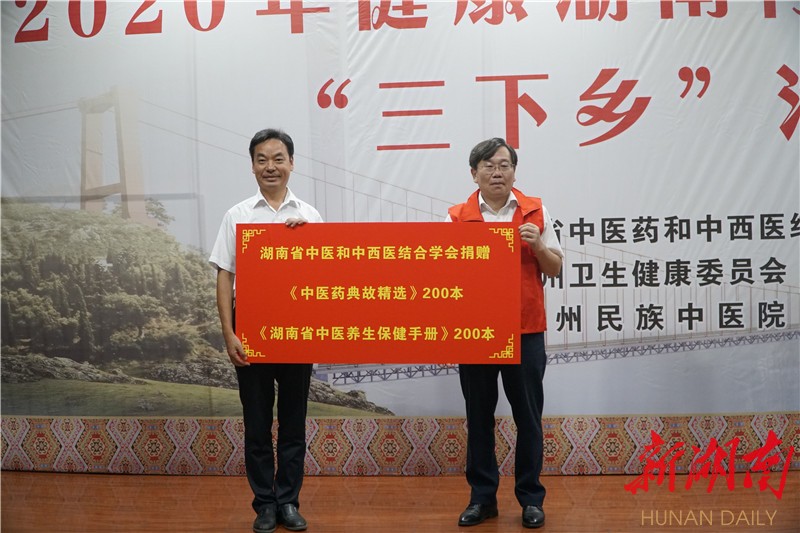 2020年健康湖南
“三下乡”
省中医药和中西医结
州卫生健康委员会
州民族中医院
湖南省中医和中西医结合学会捐赠
《中医药典故精选》200本
《湖南省中医养生保健手册》200本
新湖南
HUNAN DAILY